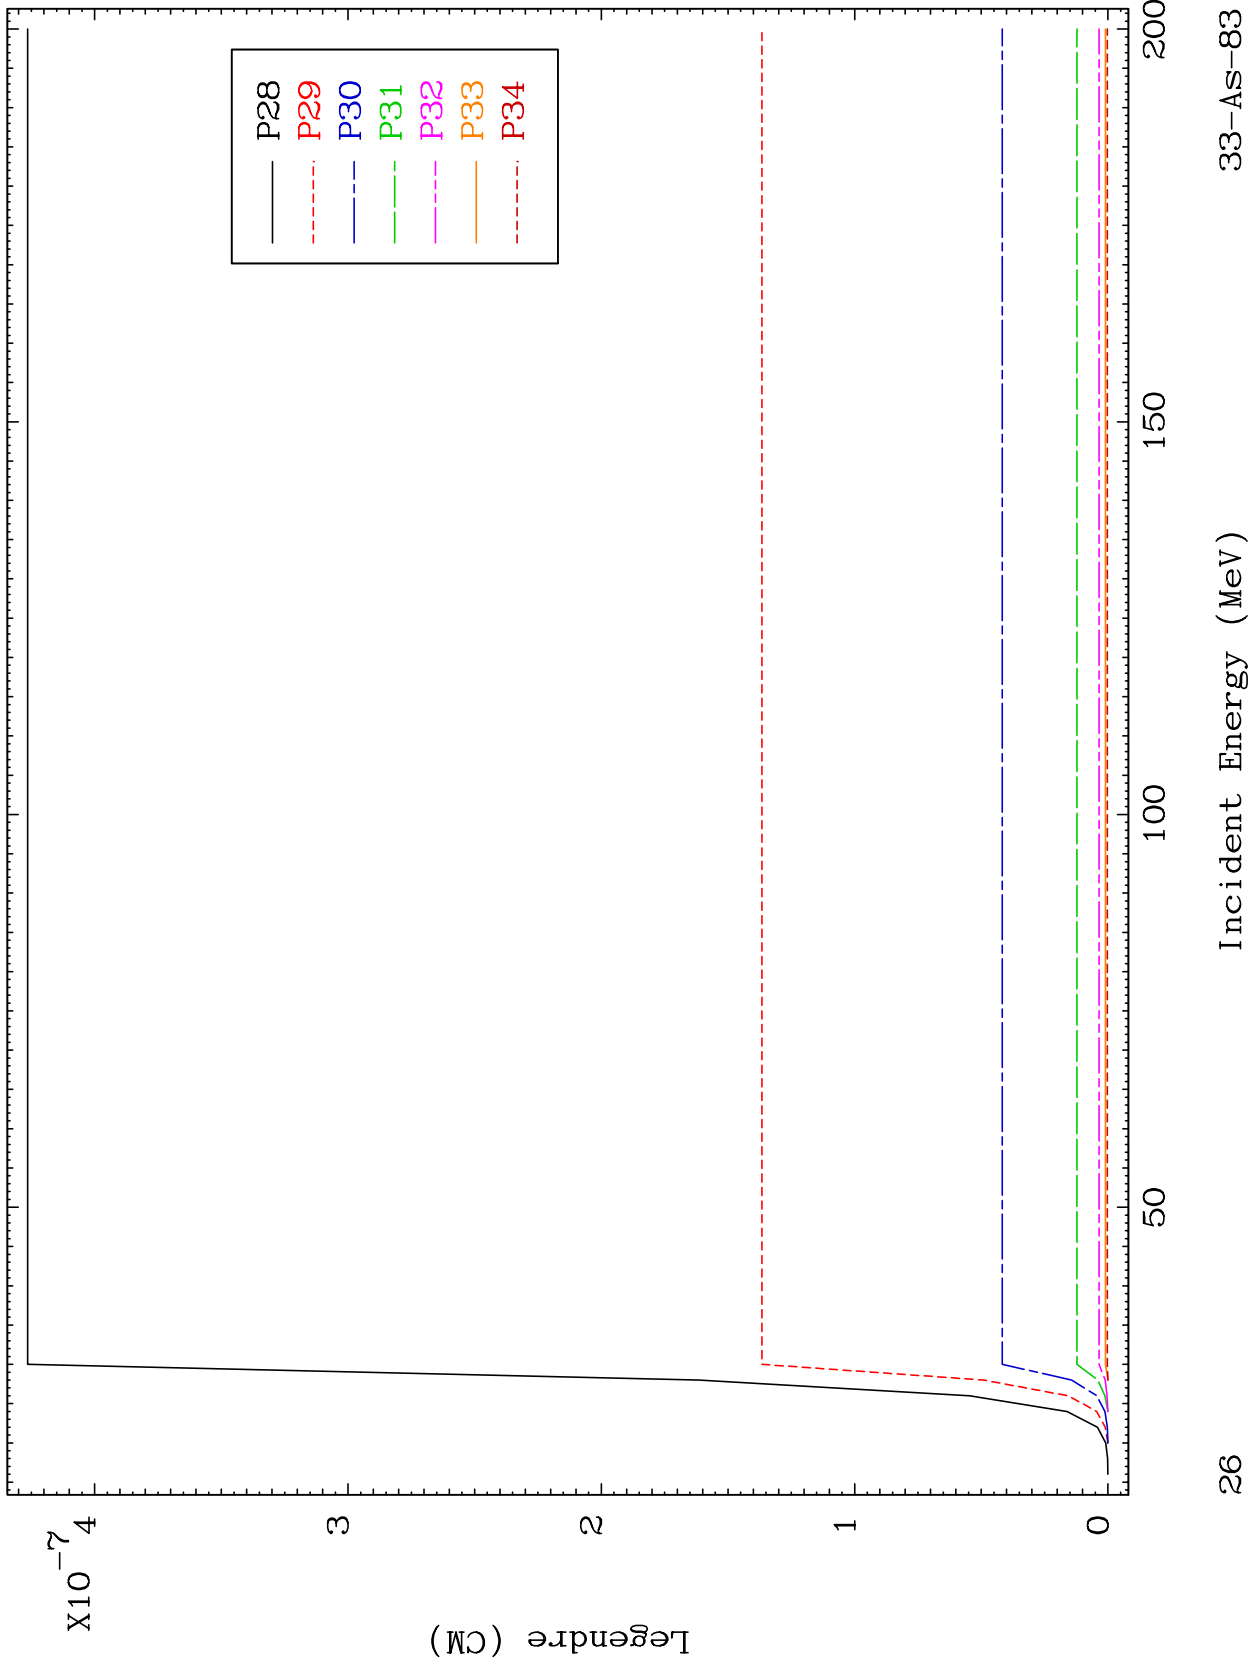 X10-7
4
3
2
1
0
Legendre (CM)
P28
P29
P30
P31
P32
P33
P34
50
100
150
200
Incident Energy (MeV)
26
33-As-83